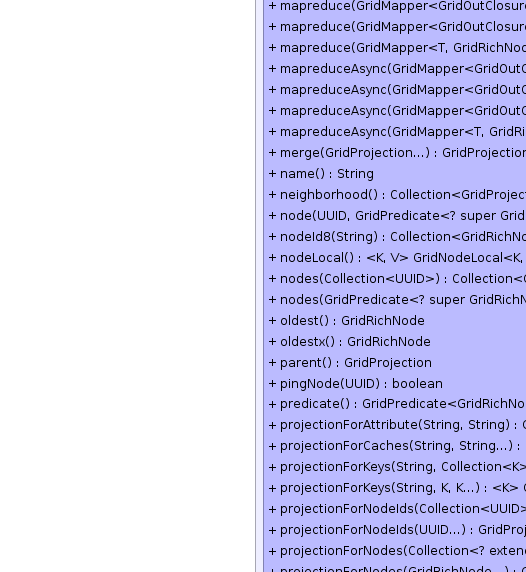 + mapreduce(GridMapper<GridOutClosur
+ mapreduce(GridMapper<GridOutClosur
+ mapreduce(GridMapper<T, GridRichNod
+ mapreduceAsync(GridMapper<GridOutC
+ mapreduceAsync(GridMapper<GridOutC
+ mapreduceAsync(GridMapper<GridOutC
+ mapreduceAsync(GridMapper<T, GridRi
+ merge(GridProjection...) : GridProjection
+ name() : String
+ neighborhood() : Collection<GridProject
+ node(UUID, GridPredicate<? super Grid
+ nodeId8(String) : Collection<GridRichNo
+ nodeLocal() : <K, V> GridNodeLocal<K,
+ nodes(Collection<UUID>) : Collection<G
+ nodes(GridPredicate<? super GridRichN
+ oldest() : GridRichNode
+ oldestx() : GridRichNode
+ parent() : GridProjection
+ pingNode(UUID) : boolean
+ predicate() : GridPredicate<GridRichNo
+ projectionForAttribute(String, String) : G
+ projectionForCaches(String, String...) :
+ projectionForKeys(String, Collection<K>
+ projectionForKeys(String, K, K...) : <K> G
+ projectionForNodeIds(Collection<UUID>
+ projectionForNodeIds(UUID...) : GridProj
+ projectionForNodes(Collection<? exten
+ projectionForNodes(GridRichNode...) : G